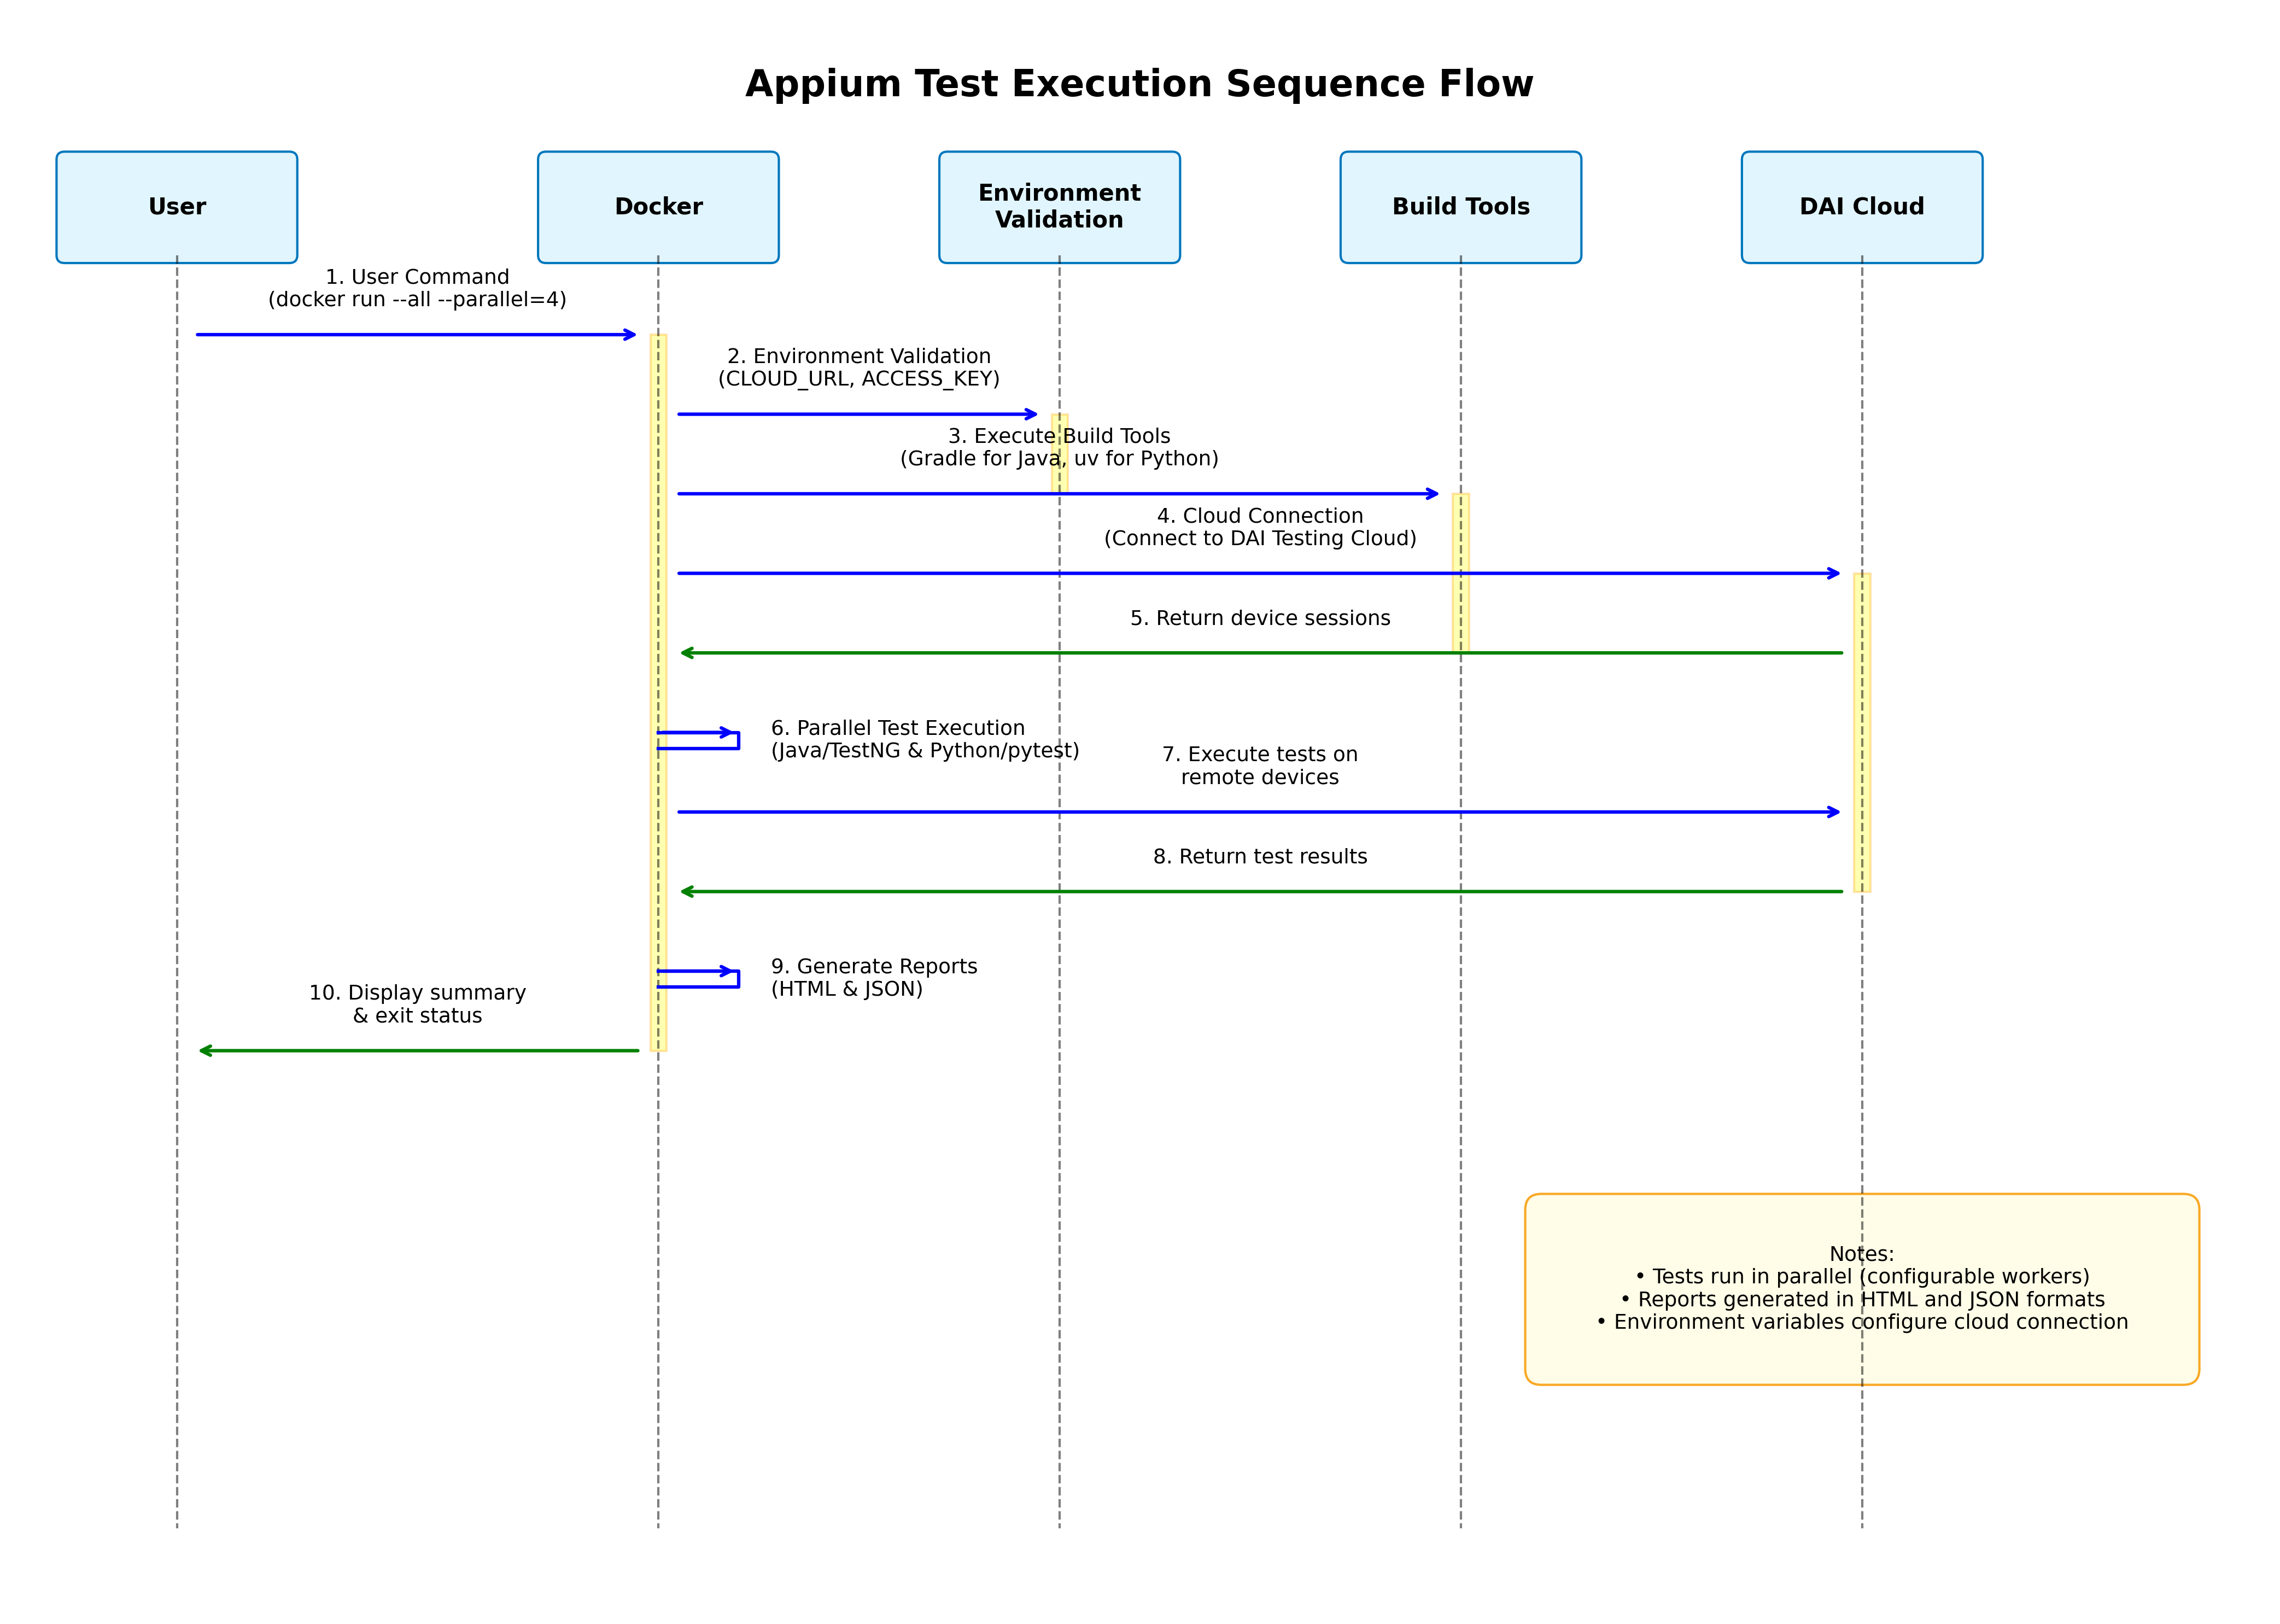 Appium Test Execution Sequence Flow
User
Docker
Environment
Validation
Build Tools
DAI Cloud
1. User Command
(docker run --all --parallel=4)
2. Environment Validation
(CLOUD_URL, ACCESS_KEY)
3. Execute Build Tools
(Gradle for Java, uv for Python)
4. Cloud Connection
(Connect to DAI Testing Cloud)
5. Return device sessions
6. Parallel Test Execution
(Java/TestNG & Python/pytest)
7. Execute tests on
remote devices
8. Return test results
9. Generate Reports
(HTML & JSON)
10. Display summary
& exit status
Notes:
• Tests run in parallel (configurable workers)
• Reports generated in HTML and JSON formats
• Environment variables configure cloud connection